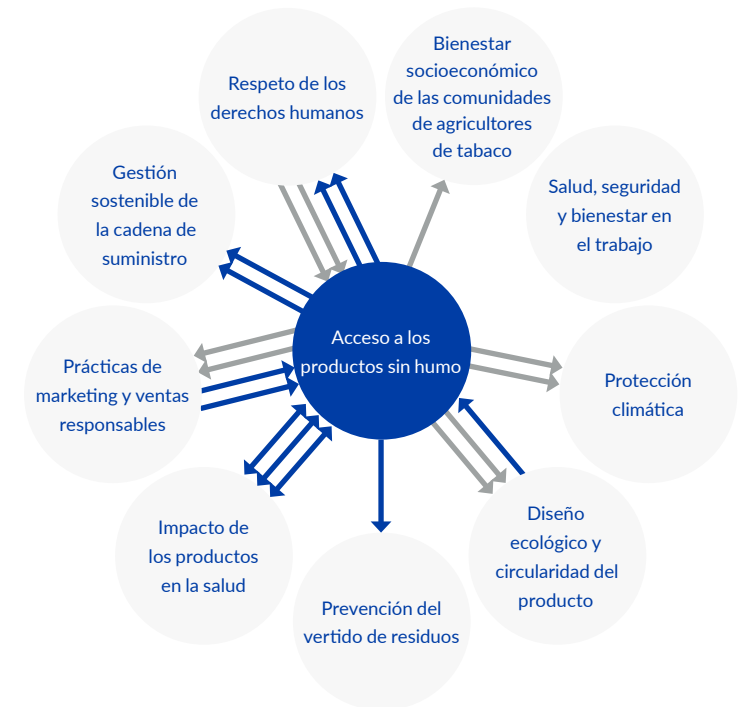 Bienestar
socioeconómico
de las comunidades
de agricultores
de tabaco
Respeto de los
derechos humanos
Gestión
sostenible de
la cadena de
suministro
Salud, seguridad
y bienestar en
el trabajo
Acceso a los
productos sin humo
Prácticas de
marketing y ventas
responsables
Protección
climática
Impacto de
los productos
en la salud
Diseño
ecológico y
circularidad del
producto
Prevención del
vertido de residuos